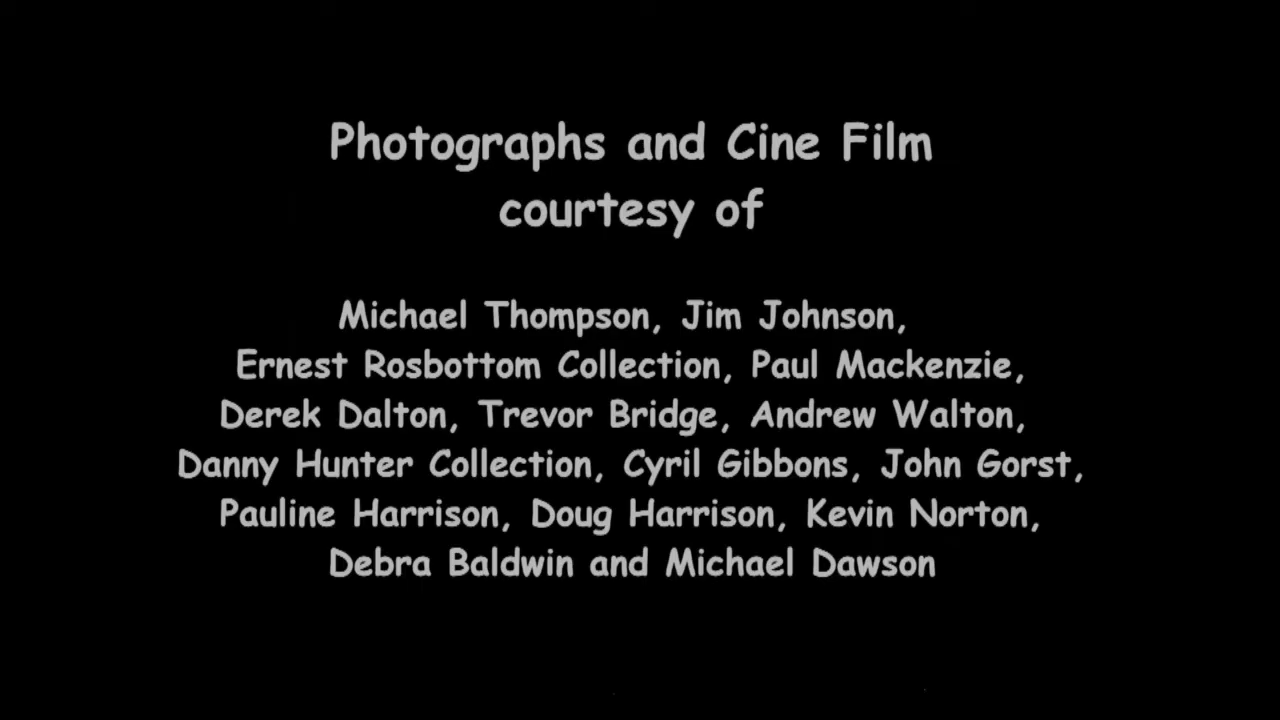 Photographs and Cine Film
courtesy of
Michael Thompson, Jim Johnson,
Ernest Rosbottom Collection, Paul Mackenzie,
Derek Dalton, Trevor Bridge, Andrew Walton,
Danny Hunter Collection, Cyril Gibbons, John Gorst,
Pauline Harrison, Doug Harrison, Kevin Norton,
Debra Baldwin and Michael Dawson